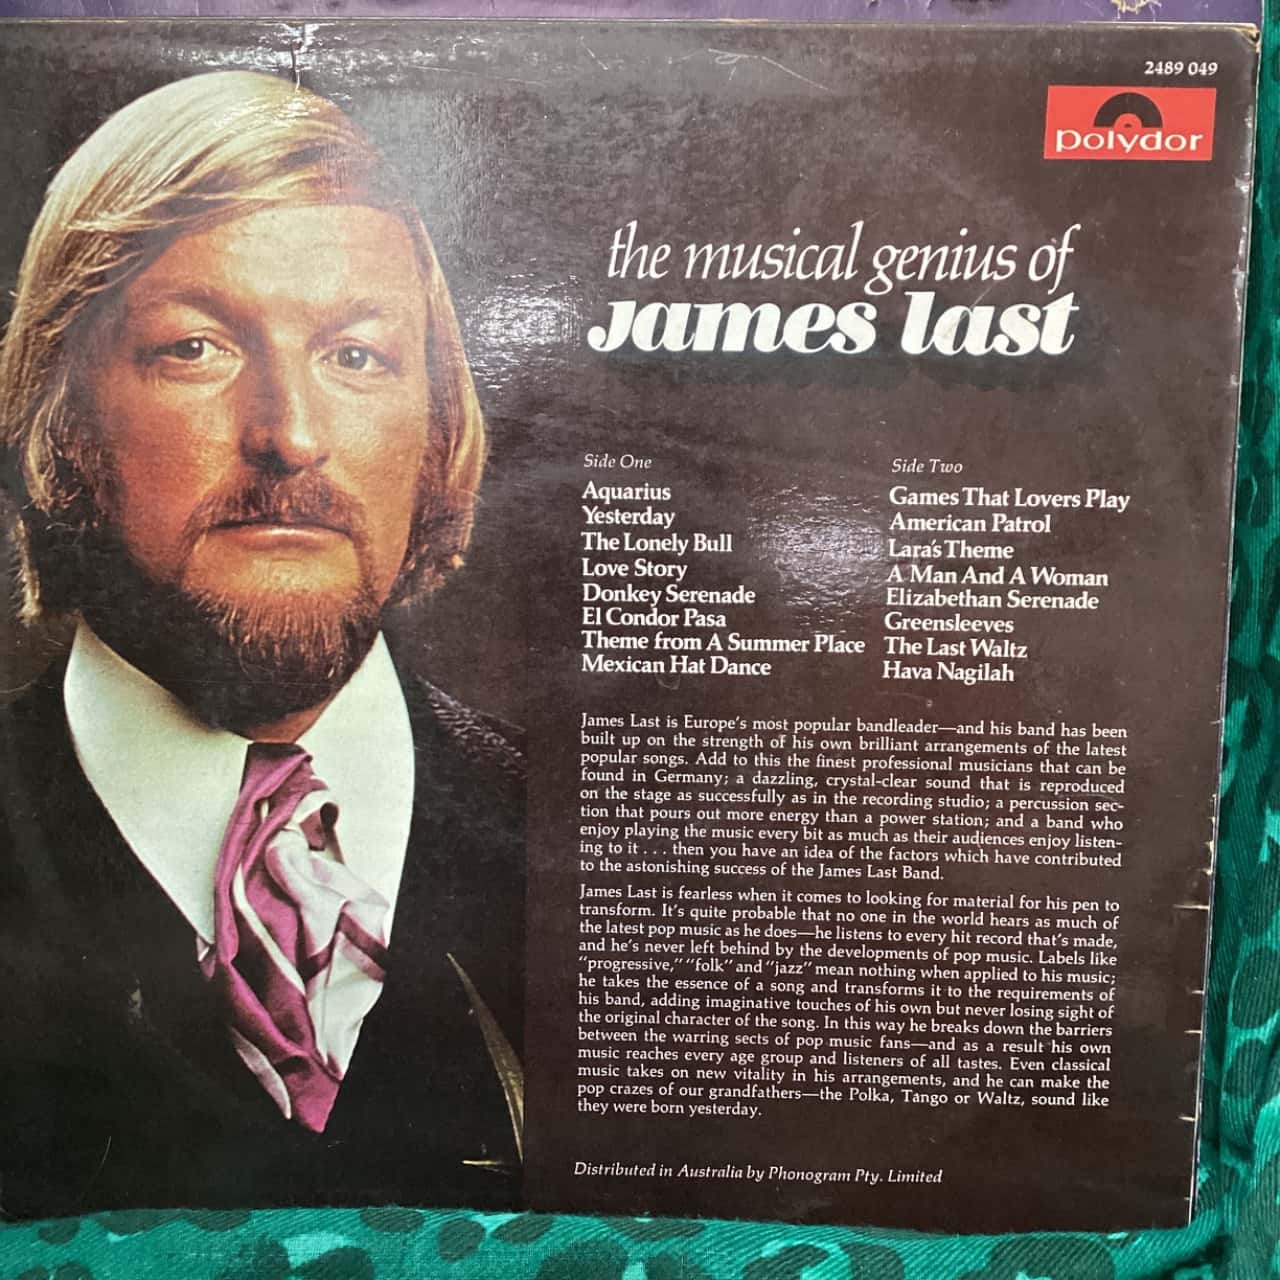 2489 049
polydor
the musical genius of
james last
Side One
Aquarius
Yesterday
The Lonely Bull
Love Story
Donkey Serenade
El Condor Pasa
Theme from A Summer Place
Mexican Hat Dance
Side Two
Games That Lovers Play
American Patrol
Lara's Theme
A Man And A Woman
Elizabethan Serenade
Greensleeves
The Last Waltz
Hava Nagilah
James Last is Europe's most popular bandleader—and his band has been
built up on the strength of his own brilliant arrangements of the latest
popular songs. Add to this the finest professional musicians that can be
found in Germany; a dazzling, crystal-clear sound that is reproduced
on the stage as successfully as in the recording studio; a percussion sec-
tion that pours out more energy than a power station; and a band who
enjoy playing the music every bit as much as their audiences enjoy listen-
ing to it . . . then you have an idea of the factors which have contributed
to the astonishing success of the James Last Band.
James Last is fearless when it comes to looking for material for his pen to
transform. It's quite probable that no one in the world hears as much of
the latest pop music as he does—he listens to every hit record that's made,
and he's never left behind by the developments of pop music. Labels like
"progressive," "folk" and "jazz" mean nothing when applied to his music;
he takes the essence of a song and transforms it to the requirements of
his band, adding imaginative touches of his own but never losing sight of
the original character of the song. In this way he breaks down the barriers
between the warring sects of pop music fans—and as a result his own
music reaches every age group and listeners of all tastes. Even classical
music takes on new vitality in his arrangements, and he can make the
pop crazes of our grandfathers—the Polka, Tango or Waltz, sound like
they were born yesterday.
Distributed in Australia by Phonogram Pty. Limited